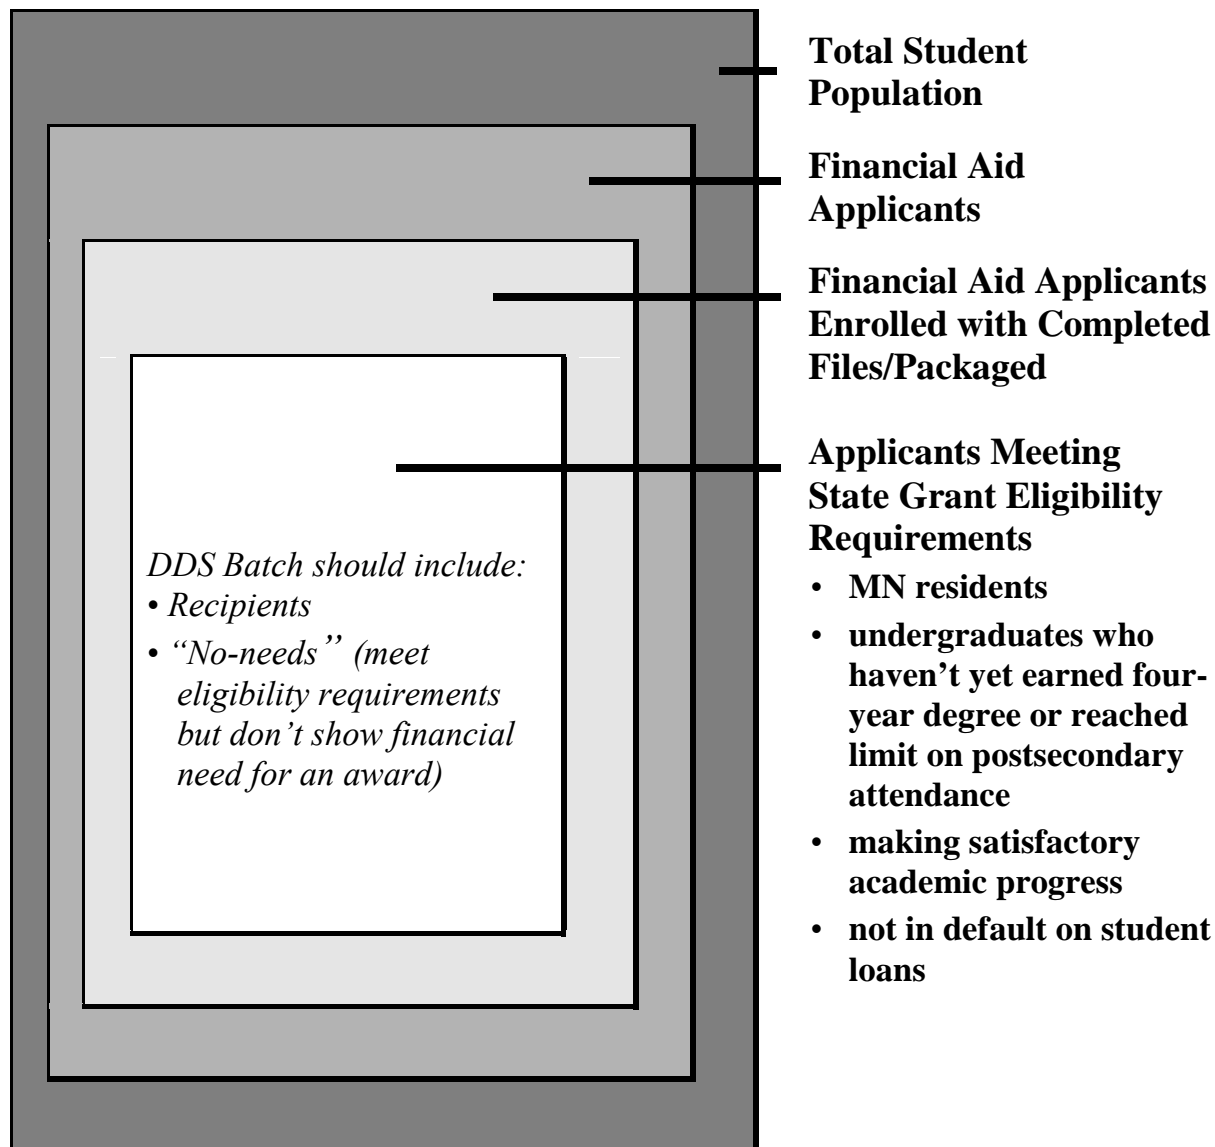 Total Student
Population
Financial Aid
Applicants
Financial Aid Applicants
Enrolled with Completed
Files/Packaged
Applicants Meeting
State Grant Eligibility
Requirements
• MN residents
• undergraduates who
haven’t yet earned four-
year degree or reached
limit on postsecondary
attendance
• making satisfactory
academic progress
• not in default on student
loans
DDS Batch should include:
• Recipients
• “No-needs” (meet
eligibility requirements
but don’t show financial
need for an award)